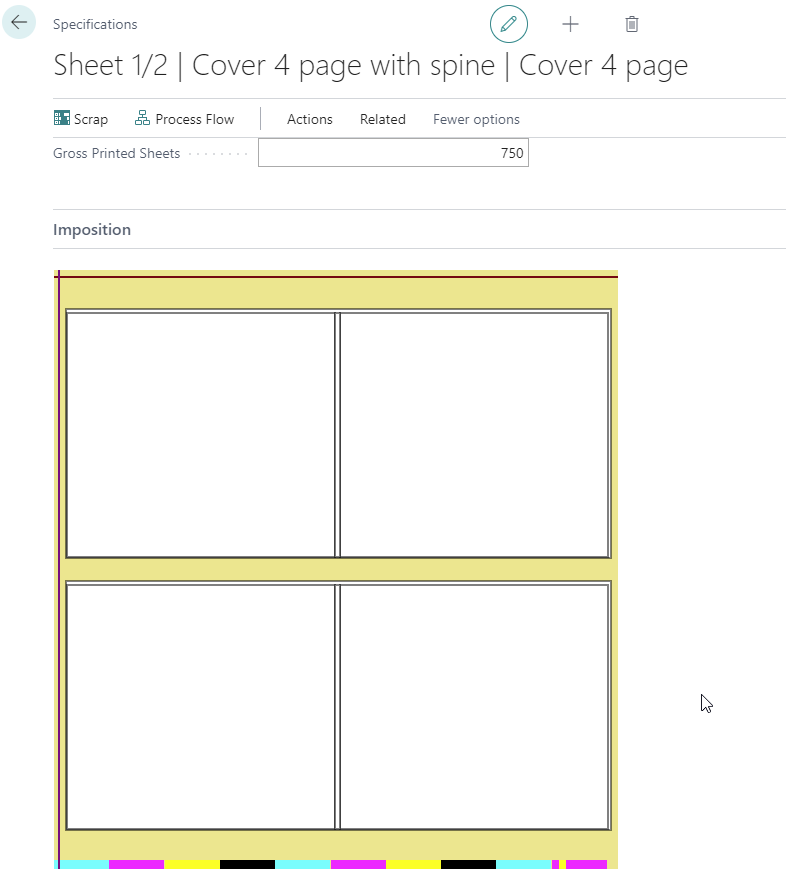 Specifications
Sheet 1/2 | Cover 4 page with spine | Cover 4 page
Scrap Process Flow Actions Related Fewer options
Gross Printed Sheets 750
Imposition